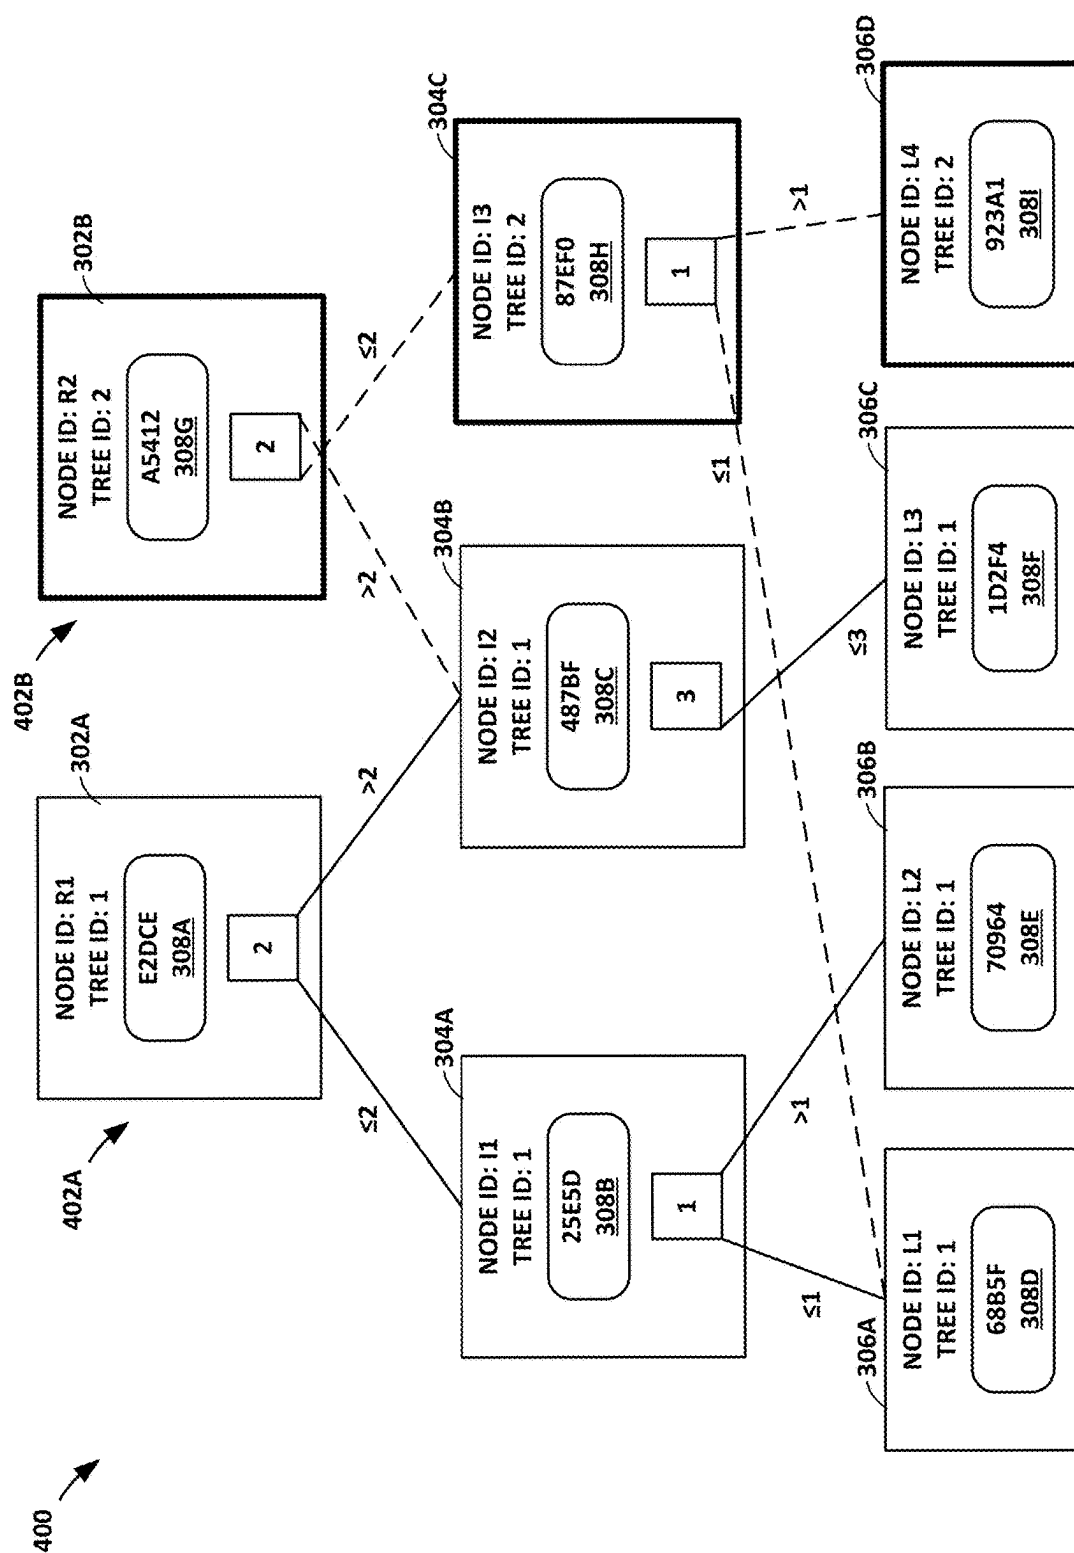 400
402A
402B
302A
NODE ID: R1
TREE ID: 1
E2DCE
308A
2
302B
NODE ID: R2
TREE ID: 2
A5412
308G
2
≤2
>2
>2
≤2
304A
NODE ID: I1
TREE ID: 1
25E5D
308B
1
304B
NODE ID: I2
TREE ID: 1
487BF
308C
3
304C
NODE ID: I3
TREE ID: 2
87EF0
308H
1
≤1
>1
≤3
≤1
>1
306A
NODE ID: L1
TREE ID: 1
68B5F
308D
306B
NODE ID: L2
TREE ID: 1
70964
308E
306C
NODE ID: L3
TREE ID: 1
1D2F4
308F
306D
NODE ID: L4
TREE ID: 2
923A1
308I